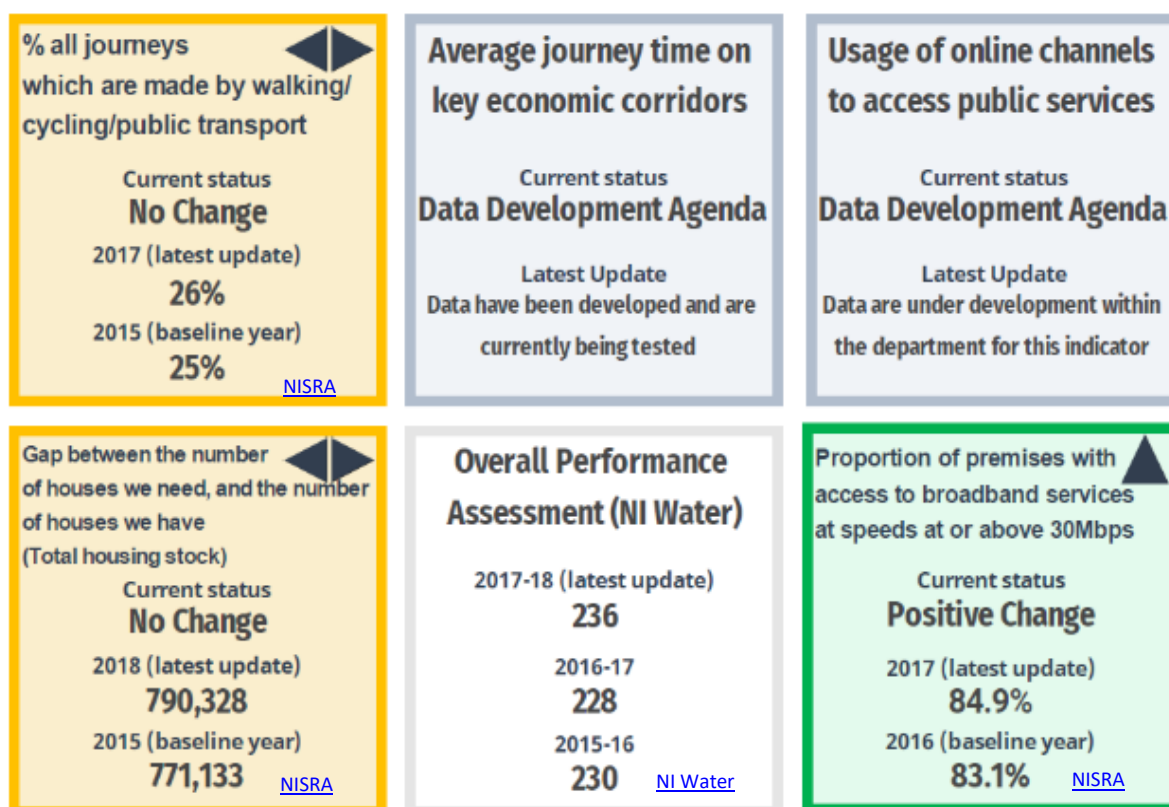 % all journeys
which are made by walking/
cycling/public transport
Current status
No Change
2017 (latest update)
26%
2015 (baseline year)
25%
NISRA
Average journey time on
key economic corridors
Current status
Data Development Agenda
Latest Update
Data have been developed and are
currently being tested
Usage of online channels
to access public services
Current status
Data Development Agenda
Latest Update
Data are under development within
the department for this indicator
Gap between the number
of houses we need, and the number
of houses we have
(Total housing stock)
Current status
No Change
2018 (latest update)
790,328
2015 (baseline year)
771,133
NISRA
Overall Performance
Assessment (NI Water)
2017-18 (latest update)
236
2016-17
228
2015-16
230
NI Water
Proportion of premises with
access to broadband services
at speeds at or above 30Mbps
Current status
Positive Change
2017 (latest update)
84.9%
2016 (baseline year)
83.1%
NISRA